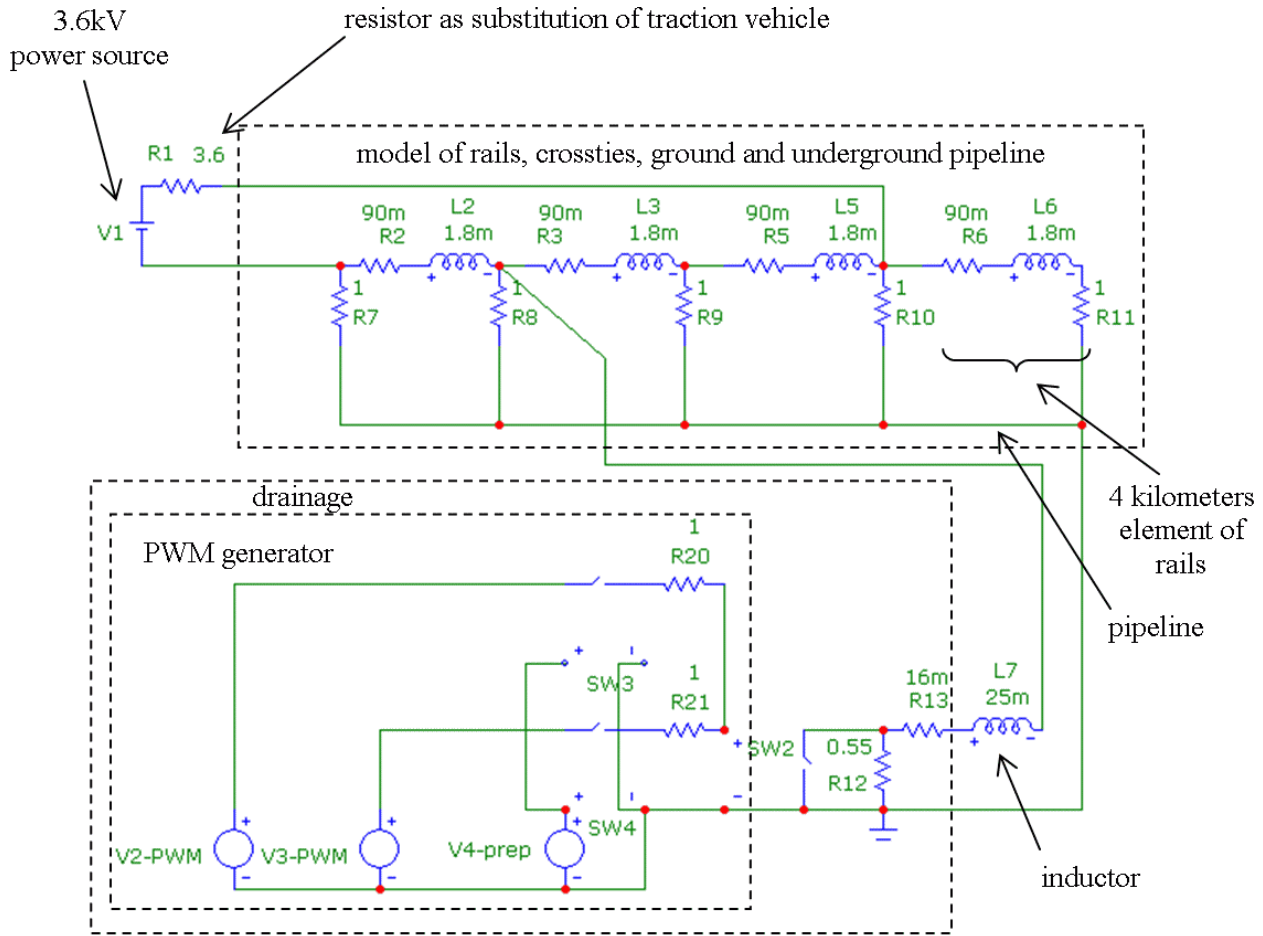 3.6kV
power source
resistor as substitution of traction vehicle
R1 3.6
V1
model of rails, crossties, ground and underground pipeline
90m
R2
L2
1.8m
90m
R3
L3
1.8m
90m
R5
L5
1.8m
90m
R6
L6
1.8m
+ -
+ -
+ -
+ -
1
R7
1
R8
1
R9
1
R10
1
R11
4 kilometers
element of
rails
pipeline
drainage
PWM generator
1
R20
+ -
SW3
1
R21
+
SW2
-
0.55
R12
16m
R13
L7
25m
+ -
+ -
SW4
V2-PWM
+
-
V3-PWM
+
-
V4-prep
+
-
inductor